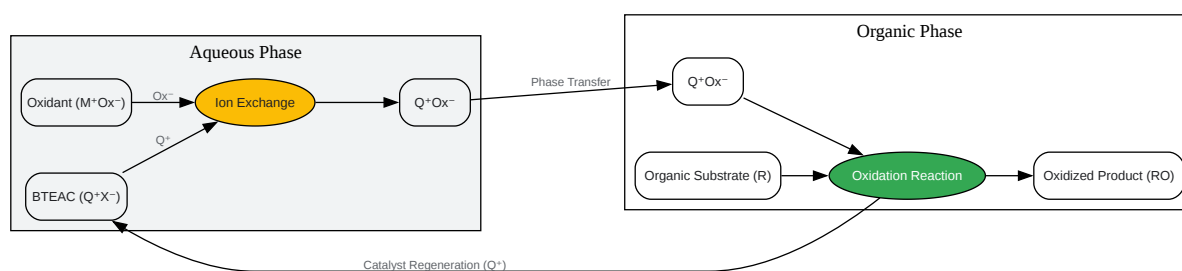 Aqueous Phase
Oxidant (M⁺Ox⁻)
Ox⁻
Ion Exchange
Q⁺Ox⁻
Q⁺
BTEAC (Q⁺X⁻)
Phase Transfer
Organic Phase
Q⁺Ox⁻
Organic Substrate (R)
Oxidation Reaction
Oxidized Product (RO)
Catalyst Regeneration (Q⁺)